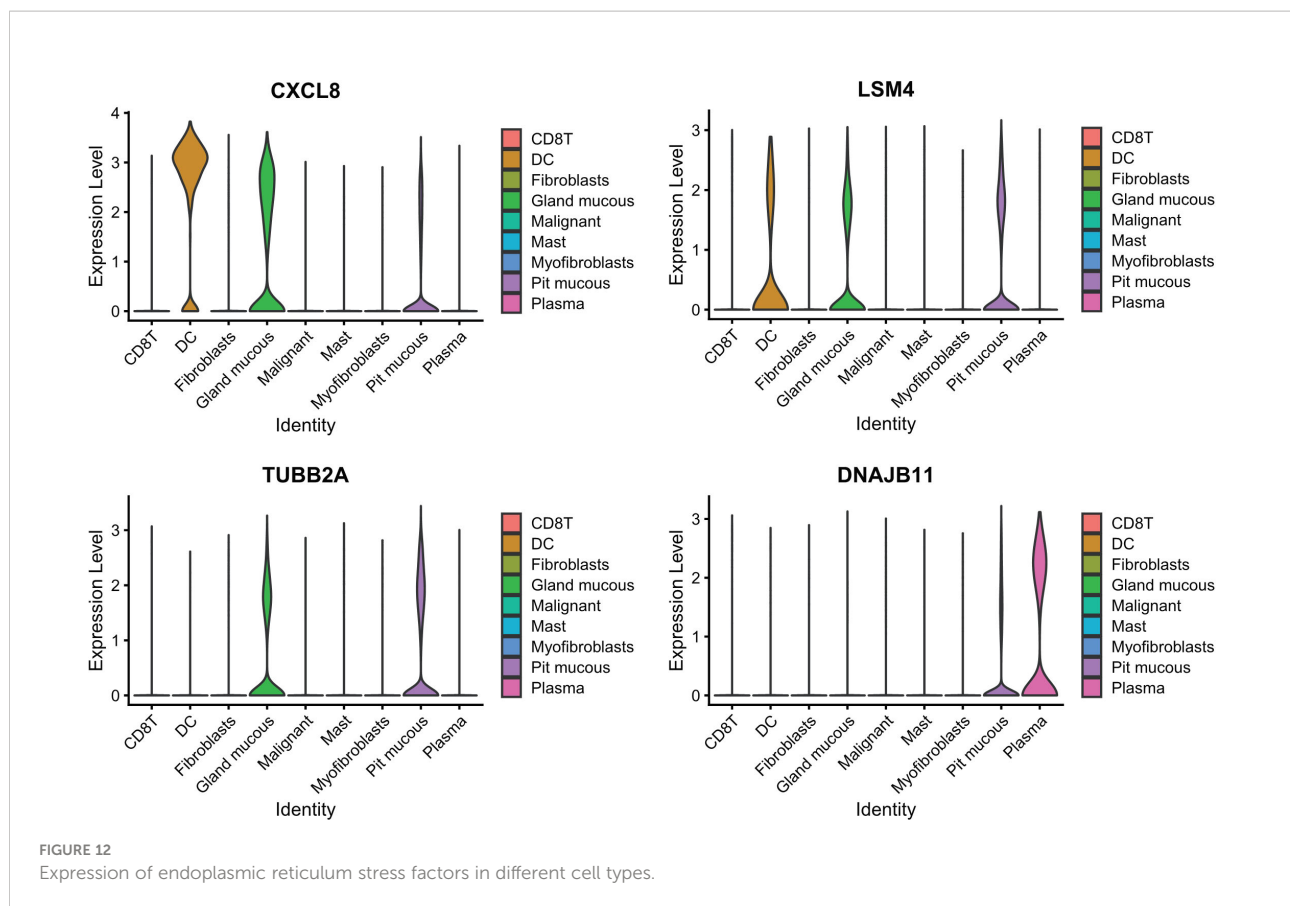 CXCL8
Expression Level
4
3
2
1
0
CD8T
DC
Fibroblasts
Gland mucous
Malignant
Mast
Myofibroblasts
Pit mucous
Plasma
Identity
CD8T
DC
Fibroblasts
Gland mucous
Malignant
Mast
Myofibroblasts
Pit mucous
Plasma
LSM4
Expression Level
3
2
1
0
CD8T
DC
Fibroblasts
Gland mucous
Malignant
Mast
Myofibroblasts
Pit mucous
Plasma
Identity
CD8T
DC
Fibroblasts
Gland mucous
Malignant
Mast
Myofibroblasts
Pit mucous
Plasma
TUBB2A
Expression Level
3
2
1
0
CD8T
DC
Fibroblasts
Gland mucous
Malignant
Mast
Myofibroblasts
Pit mucous
Plasma
Identity
CD8T
DC
Fibroblasts
Gland mucous
Malignant
Mast
Myofibroblasts
Pit mucous
Plasma
DNAJB11
Expression Level
3
2
1
0
CD8T
DC
Fibroblasts
Gland mucous
Malignant
Mast
Myofibroblasts
Pit mucous
Plasma
Identity
CD8T
DC
Fibroblasts
Gland mucous
Malignant
Mast
Myofibroblasts
Pit mucous
Plasma
FIGURE 12
Expression of endoplasmic reticulum stress factors in different cell types.